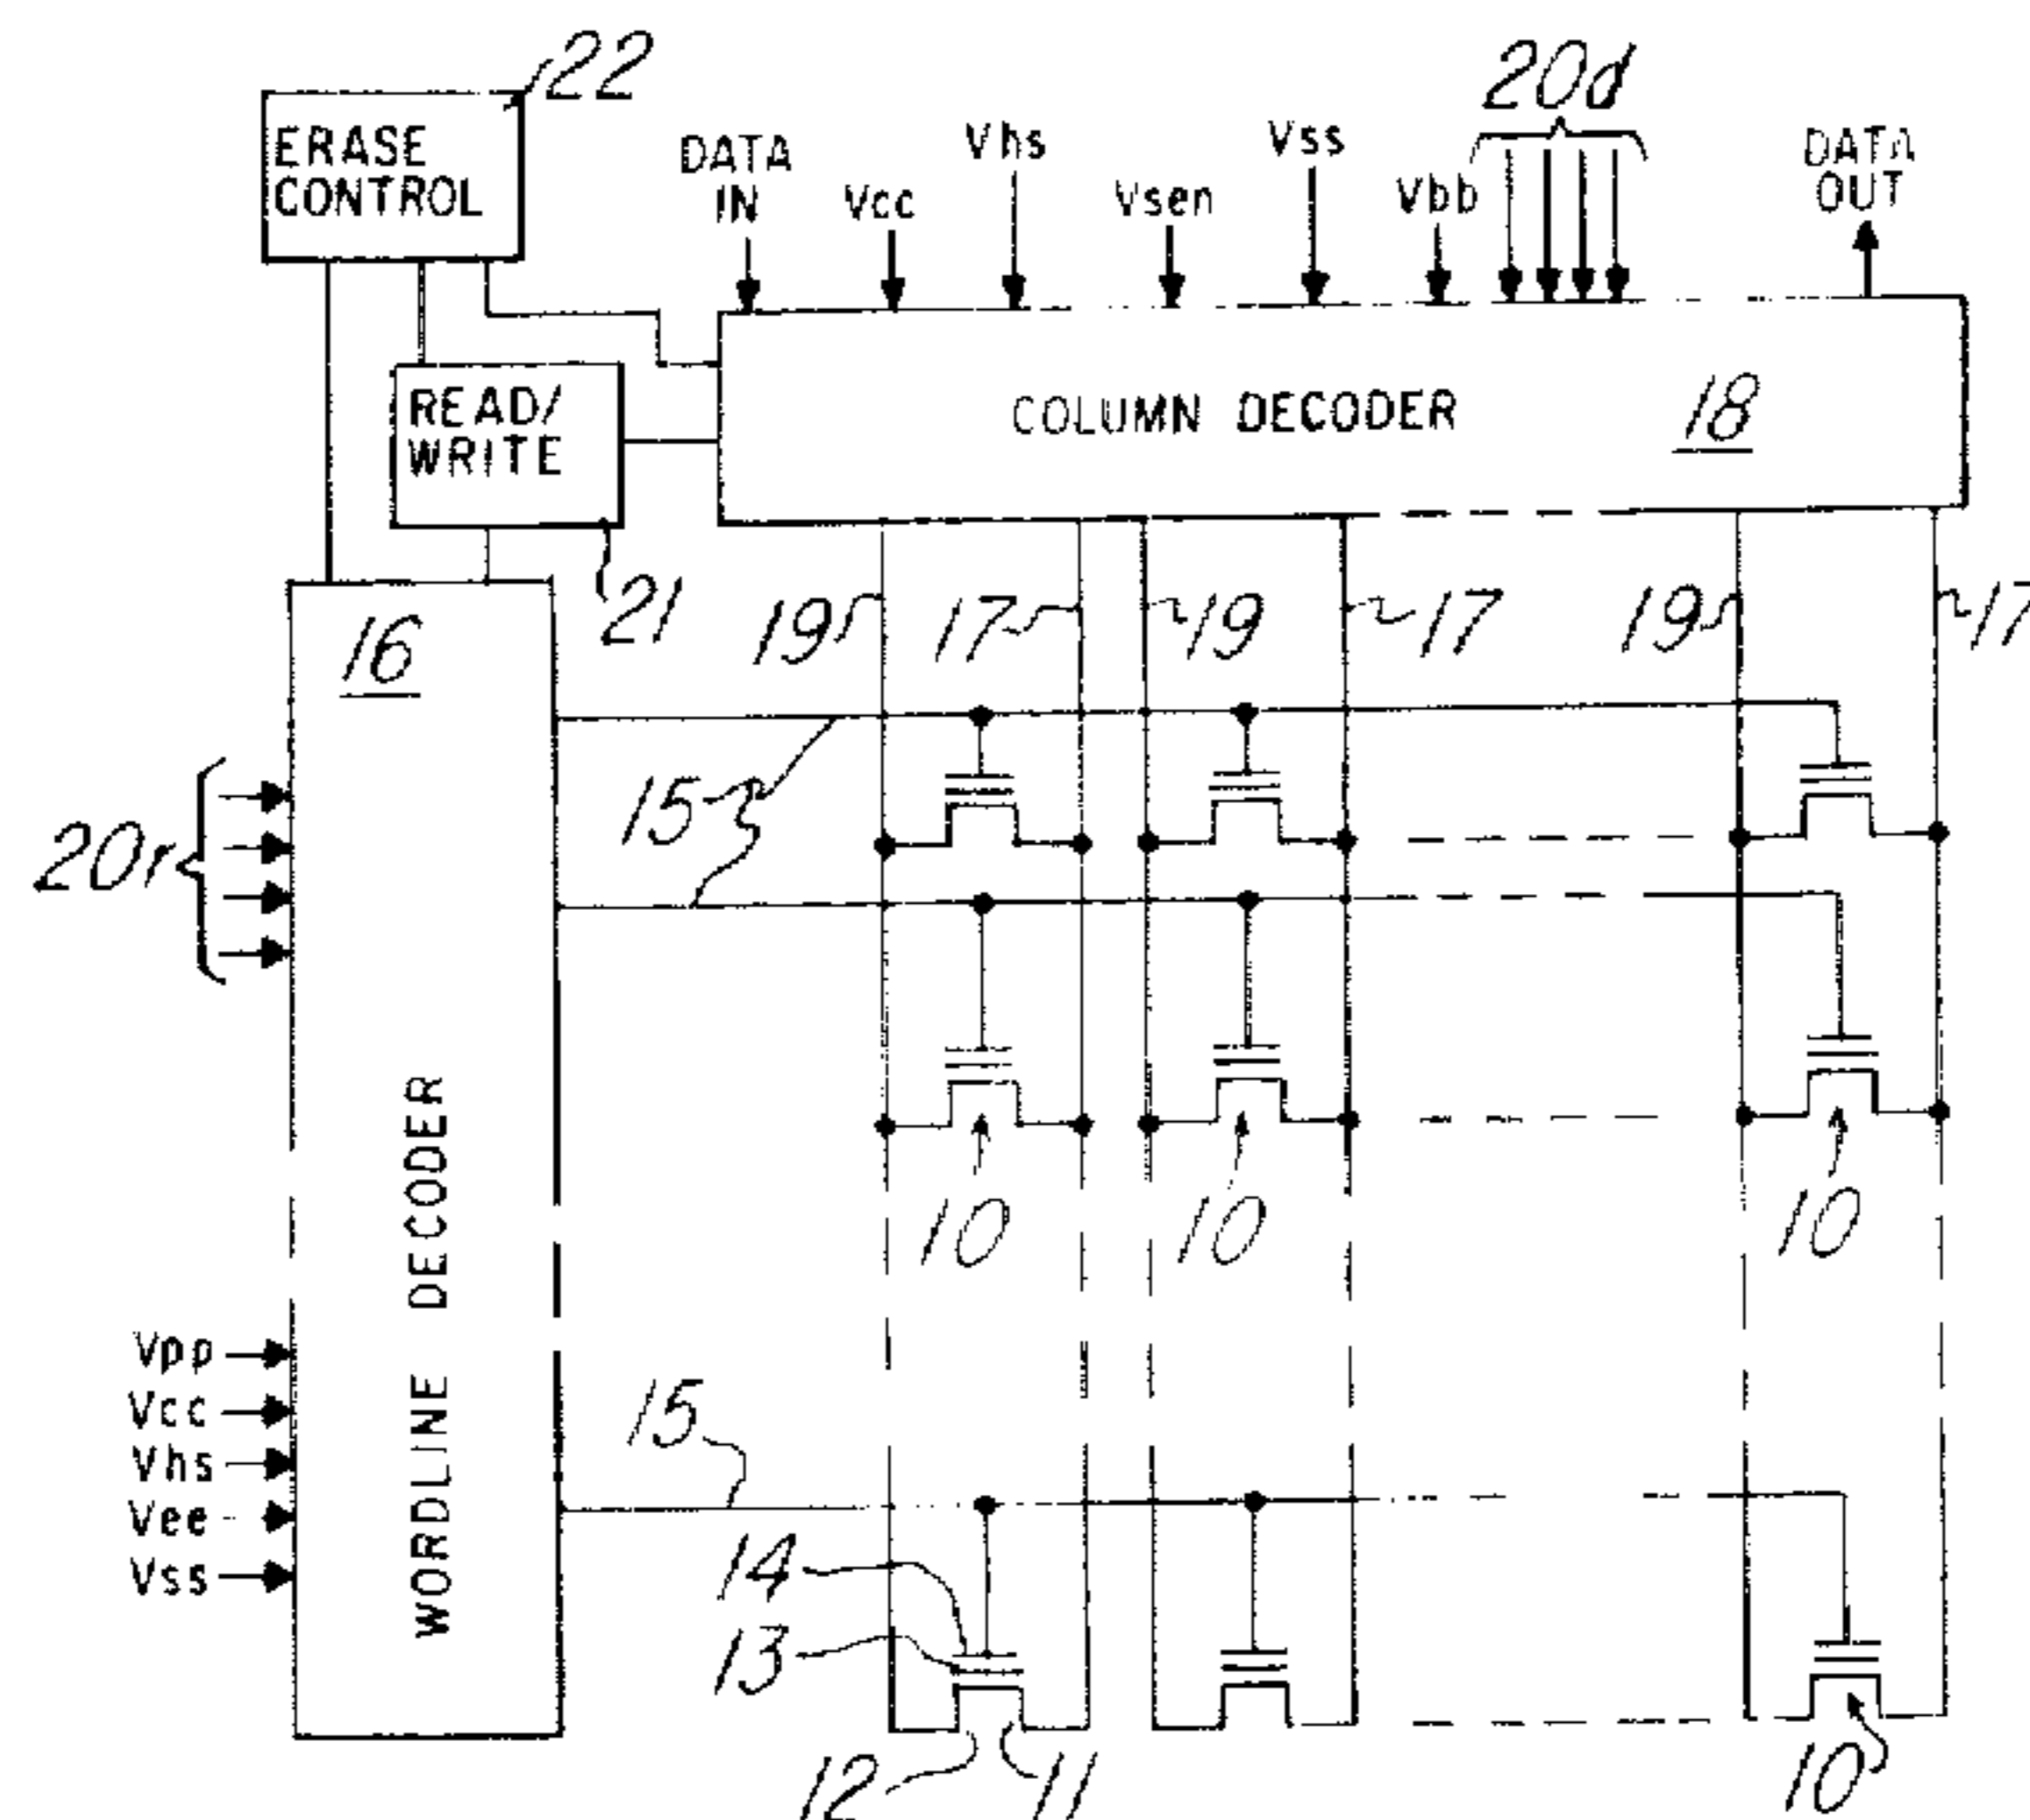 22
20d
ERASE
CONTROL
DATA
IN
Vcc
Vhs
Vsen
Vss
Vbb
DATA
OUT
READ/
WRITE
COLUMN DECODER
18
21
16
19
17
19
17
19
17
15
20r
10
10
10
WORDLINE DECODER
Vpp
Vcc
Vhs
Vee
Vss
15
14
13
12
11
10